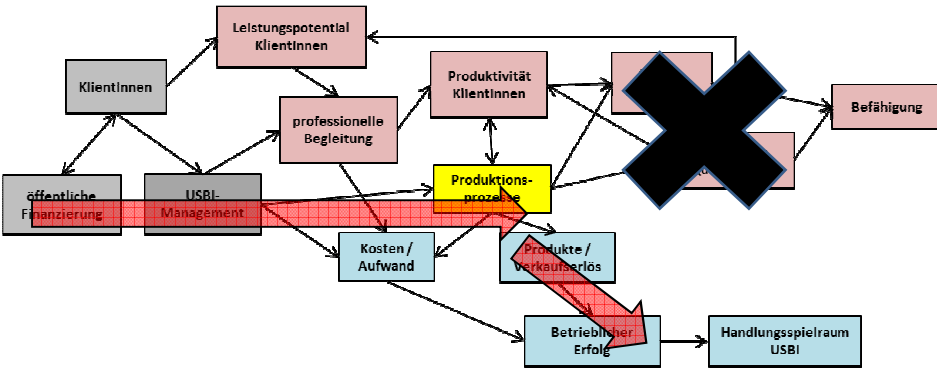 Leistungspotential
KlientInnen
KlientInnen
Produktivität
KlientInnen
Befähigung
professionelle
Begleitung
öffentliche
Finanzierung
USBI-
Management
Produktions-
prozesse
Kosten /
Aufwand
Produkte /
Verkaufserlös
Betrieblicher
Erfolg
Handlungsspielraum
USBI